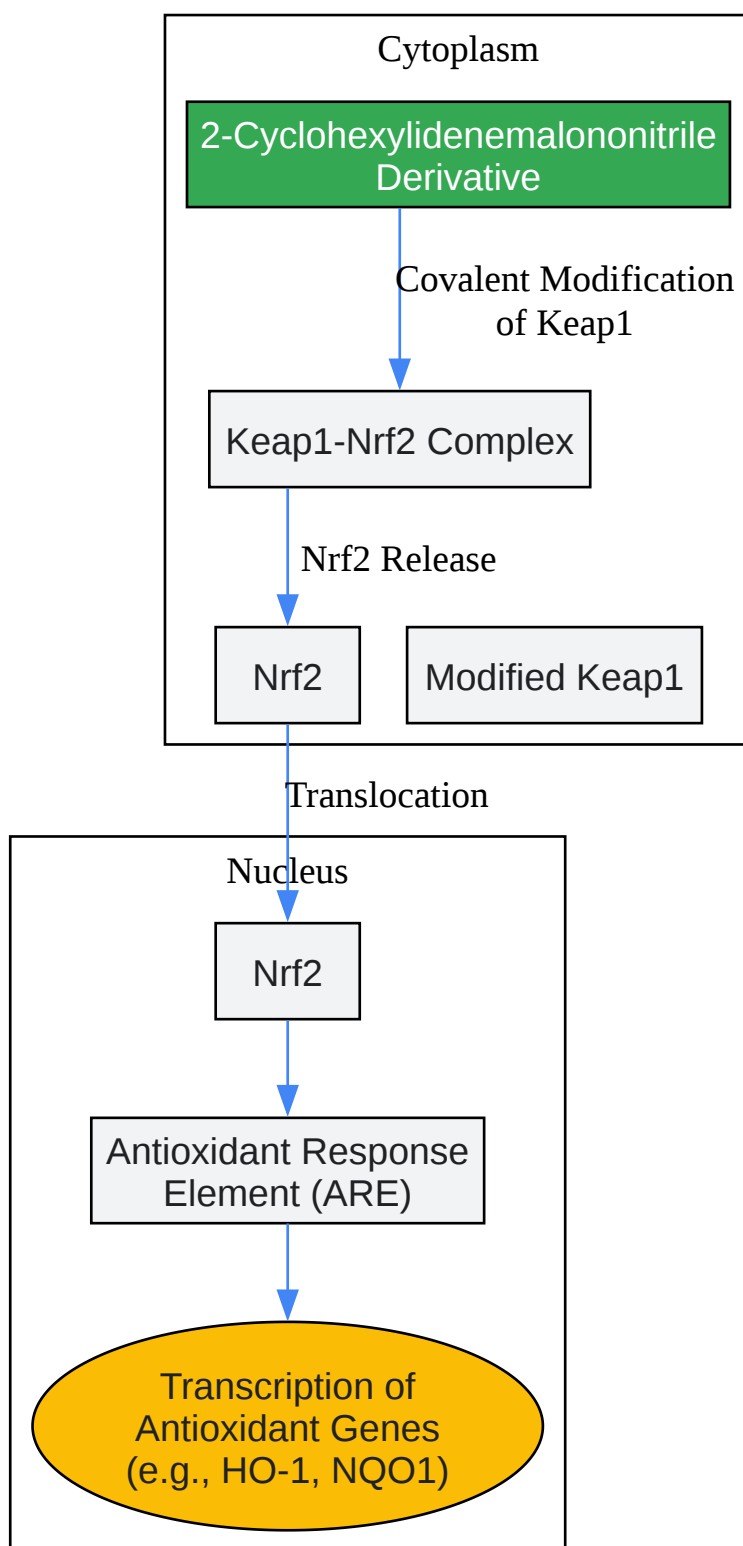 Cytoplasm
2-Cyclohexylidenemalononitrile
Derivative
Covalent Modification
of Keap1
Keap1-Nrf2 Complex
Nrf2 Release
Nrf2
Modified Keap1
Translocation
Nucleus
Nrf2
Antioxidant Response
Element (ARE)
Transcription of
Antioxidant Genes
(e.g., HO-1, NQO1)